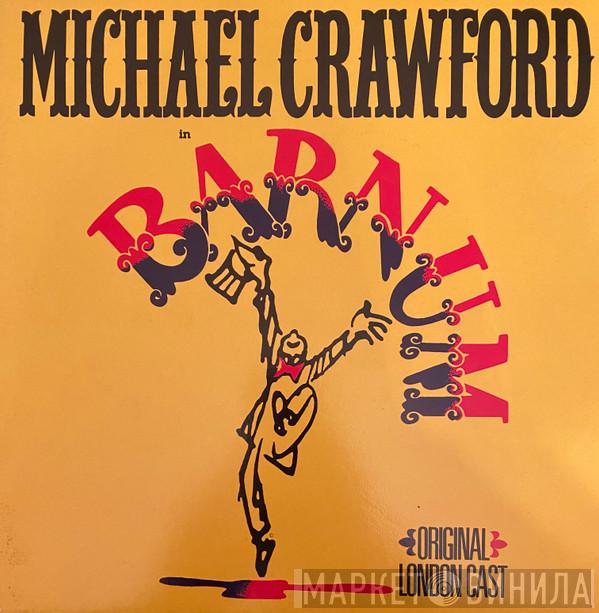 MICHAEL CRAWFORD
in
BARNUM
ORIGINAL
LONDON CAST
МАРКЕТ ВИНИЛА